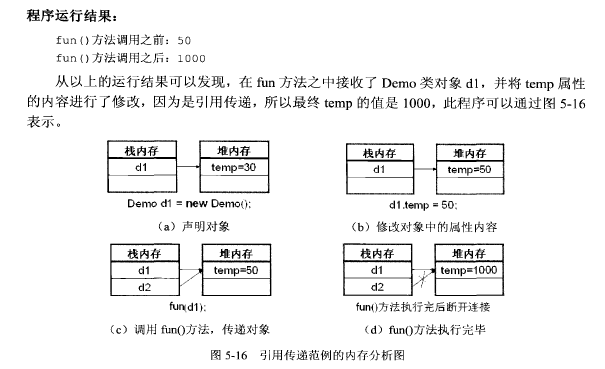 程序运行结果：
fun()方法调用之前：50
fun()方法调用之后：1000
从以上的运行结果可以发现，在 fun 方法之中接收了 Demo 类对象 d1，并将 temp 属性
的内容进行了修改，因为是引用传递，所以最终 temp 的值是 1000，此程序可以通过图 5-16
表示。
栈内存 堆内存
d1 temp=30
Demo d1 = new Demo();
（a）声明对象
栈内存 堆内存
d1 temp=50
d1.temp = 50;
（b）修改对象中的属性内容
栈内存 堆内存
d1 temp=50
d2
fun(d1);
（c）调用 fun()方法，传递对象
栈内存 堆内存
d1 temp=1000
d2
fun()方法执行完后断开连接
（d）fun()方法执行完毕
图 5-16 引用传递范例的内存分析图